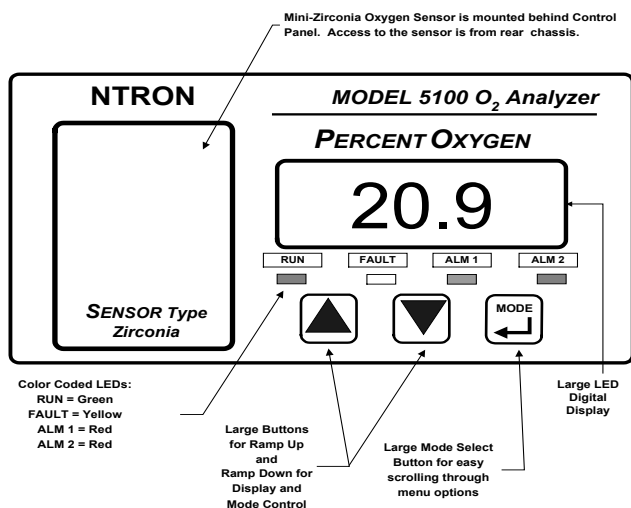 Mini-Zirconia Oxygen Sensor is mounted behind Control
Panel. Access to the sensor is from rear chassis.
NTRON
MODEL 5100 O2 Analyzer
PERCENT OXYGEN
20.9
RUN
FAULT
ALM 1
ALM 2
MODE
SENSOR Type
Zirconia
Color Coded LEDs:
RUN = Green
FAULT = Yellow
ALM 1 = Red
ALM 2 = Red
Large Buttons
for Ramp Up
and
Ramp Down for
Display and
Mode Control
Large Mode Select
Button for easy
scrolling through
menu options
Large LED
Digital
Display